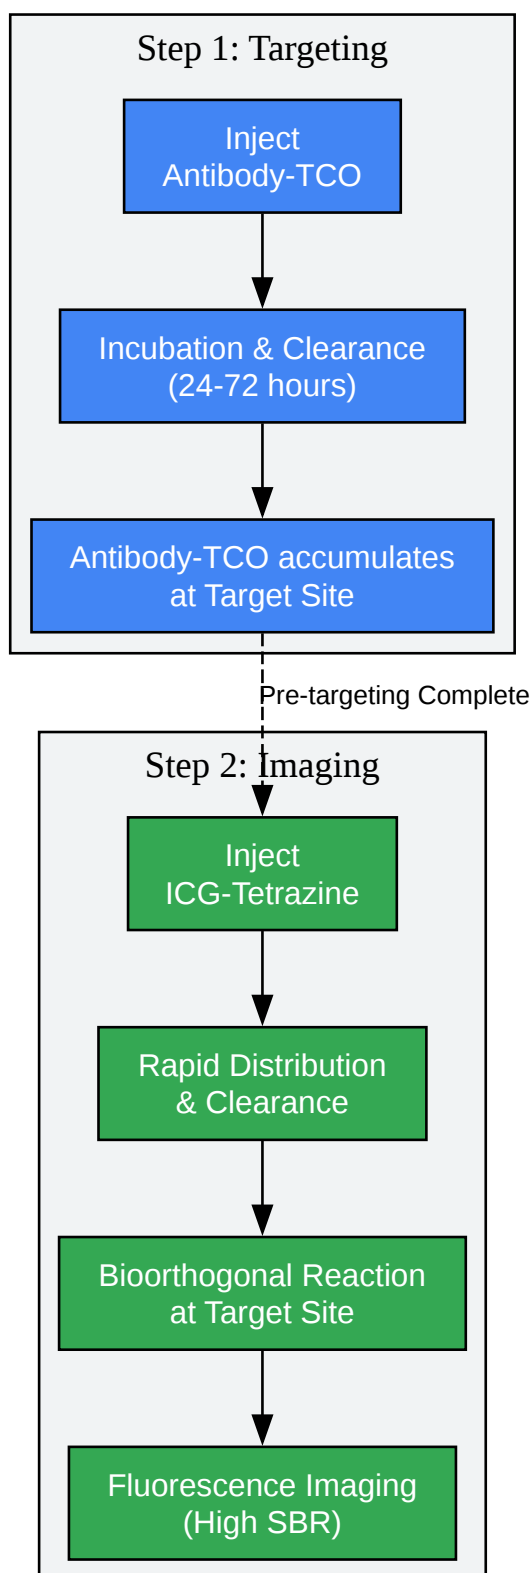 Step 1: Targeting
Inject
Antibody-TCO
Incubation & Clearance
(24-72 hours)
Antibody-TCO accumulates
at Target Site
Pre-targeting Complete
Step 2: Imaging
Inject
ICG-Tetrazine
Rapid Distribution
& Clearance
Bioorthogonal Reaction
at Target Site
Fluorescence Imaging
(High SBR)